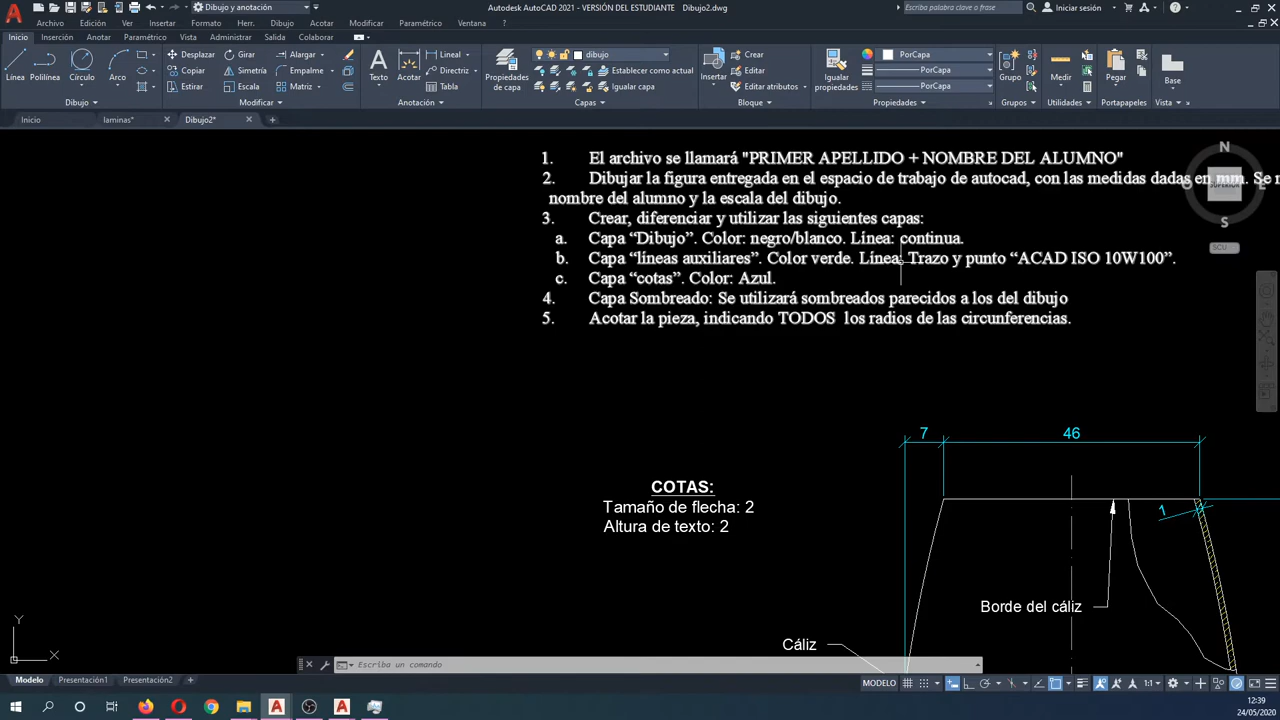 Dibujo y anotación
Autodesk AutoCAD 2021 - VERSIÓN DEL ESTUDIANTE Dibujo2.dwg
Escriba palabra clave o frase
Iniciar sesión
Archivo Edición Ver Insertar Formato Herr. Dibujo Acotar Modificar Paramétrico Ventana ?
Inicio Inserción Anotar Paramétrico Vista Administrar Salida Colaborar
Línea Polilínea Círculo Arco
Desplazar Girar Alargar
Copiar Simetría Empalme
Estirar Escala Matriz
Texto Acotar
Lineal
Directriz
Tabla
Propiedades de capa
dibujo
Establecer como actual
Igualar capa
Insertar
Crear
Editar
Editar atributos
Igualar propiedades
PorCapa
PorCapa
PorCapa
Grupo
Medir
Pegar
Base
Dibujo Modificar Anotación Capas Bloque Propiedades Grupos Utilidades Portapapeles Vista
Inicio laminas* Dibujo2*
1. El archivo se llamará "PRIMER APELLIDO + NOMBRE DEL ALUMNO"
2. Dibujar la figura entregada en el espacio de trabajo de autocad, con las medidas dadas en mm. Se
nombre del alumno y la escala del dibujo.
3. Crear, diferenciar y utilizar las siguientes capas:
a. Capa “Dibujo”. Color: negro/blanco. Línea: continua.
b. Capa “líneas auxiliares”. Color verde. Línea: Trazo y punto “ACAD ISO 10W100”.
c. Capa “cotas”. Color: Azul.
4. Capa Sombreado: Se utilizará sombreados parecidos a los del dibujo
5. Acotar la pieza, indicando TODOS los radios de las circunferencias.
N
SUPERIOR
S
SCU
7 46
COTAS:
Tamaño de flecha: 2
Altura de texto: 2
1
Borde del cáliz
Cáliz
Y
X
Escriba un comando
Modelo Presentación1 Presentación2
MODELO
1:1
12:39
24/05/2020